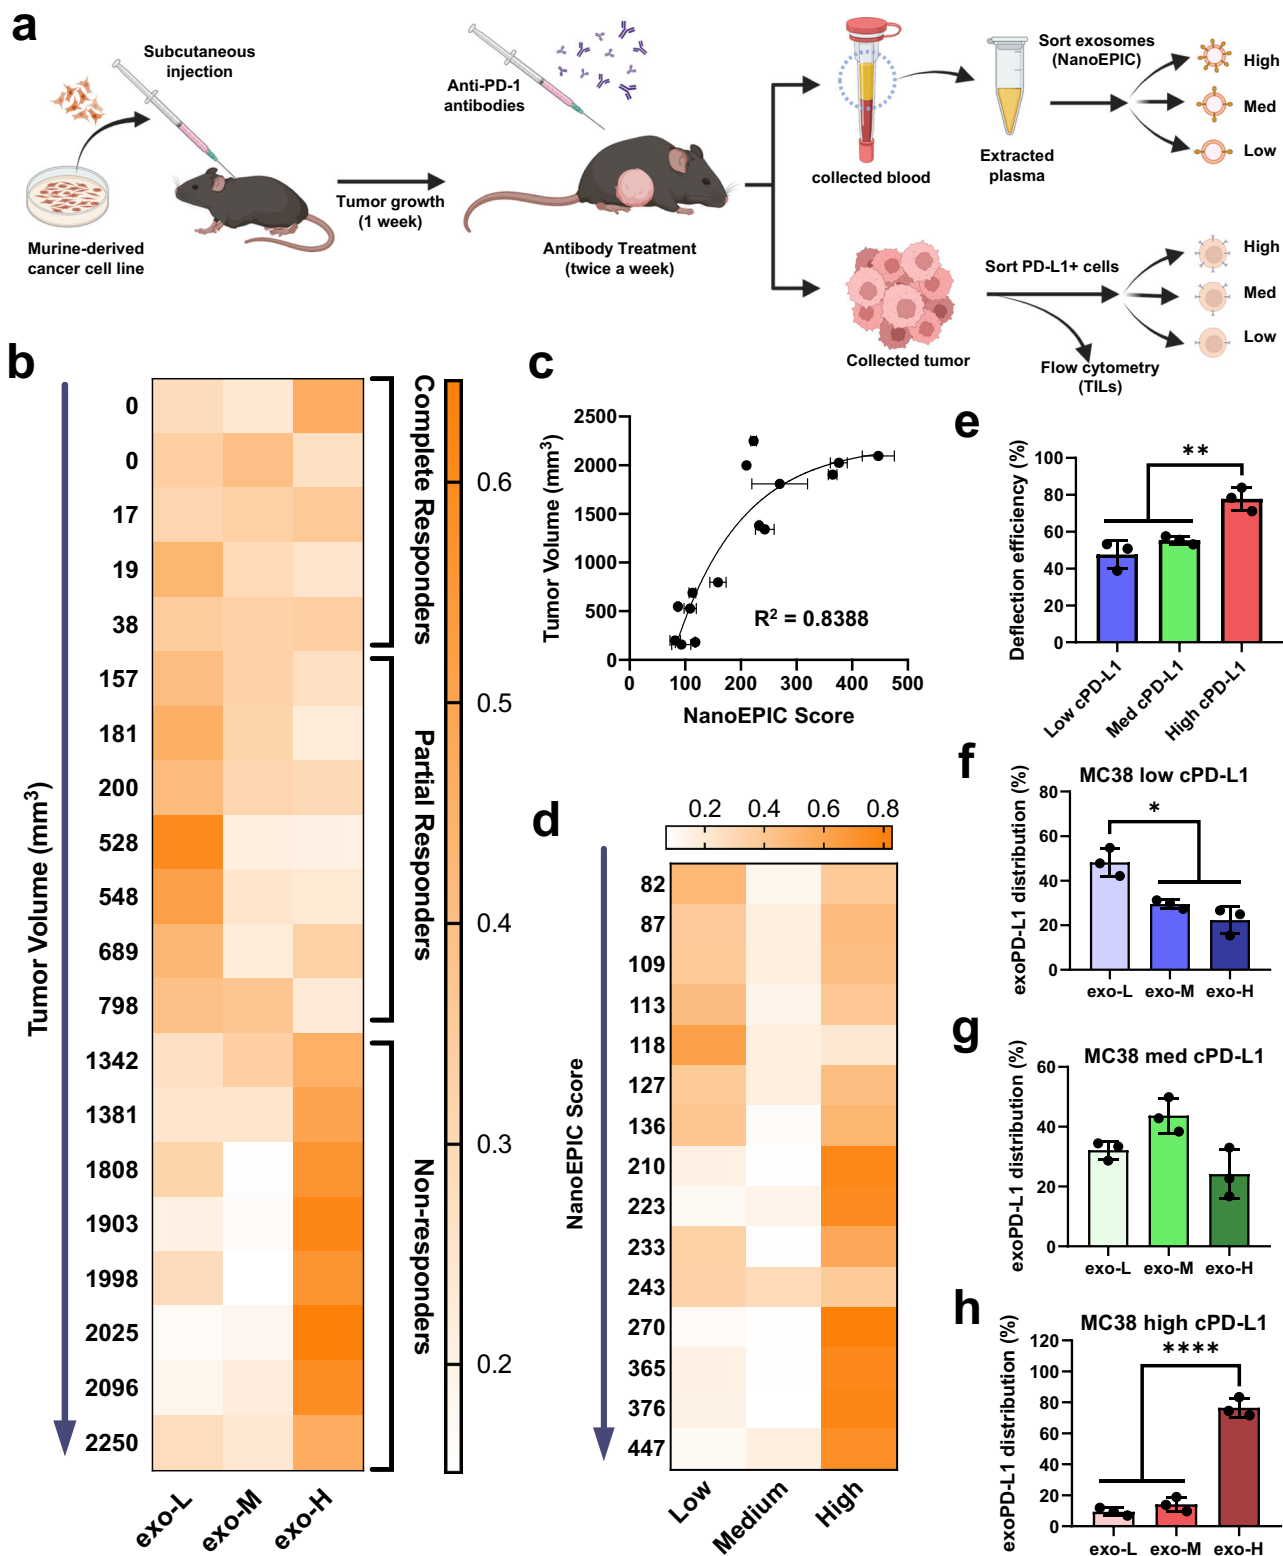 a
Subcutaneous
injection
Murine-derived
cancer cell line
Tumor growth
(1 week)
Anti-PD-1
antibodies
Antibody Treatment
(twice a week)
collected blood
Extracted
plasma
Sort exosomes
(NanoEPIC)
High
Med
Low
Collected tumor
Sort PD-L1+ cells
Flow cytometry
(TILs)
High
Med
Low
b
Tumor Volume (mm³)
0
0
17
19
38
157
181
200
528
548
689
798
1342
1381
1808
1903
1998
2025
2096
2250
exo-L
exo-M
exo-H
Complete Responders
Partial Responders
Non-responders
0.6
0.5
0.4
0.3
0.2
c
Tumor Volume (mm³)
2500
2000
1500
1000
500
0
0 100 200 300 400 500
NanoEPIC Score
R² = 0.8388
d
0.2 0.4 0.6 0.8
NanoEPIC Score
82
87
109
113
118
127
136
210
223
233
243
270
365
376
447
Low
Medium
High
e
Deflection efficiency (%)
100
80
60
40
20
0
**
Low cPD-L1
Med cPD-L1
High cPD-L1
f
MC38 low cPD-L1
exoPD-L1 distribution (%)
80
60
40
20
0
*
exo-L exo-M exo-H
g
MC38 med cPD-L1
exoPD-L1 distribution (%)
60
40
20
0
exo-L exo-M exo-H
h
MC38 high cPD-L1
exoPD-L1 distribution (%)
120
100
80
60
40
20
0
****
exo-L exo-M exo-H